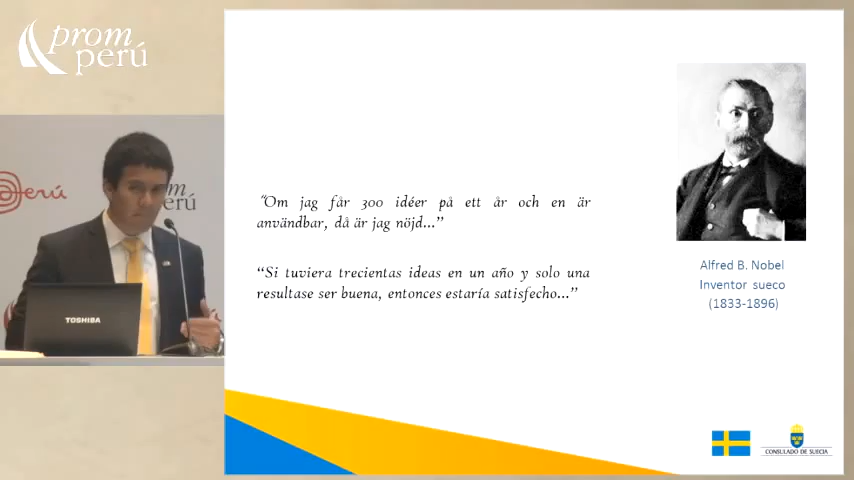 prom
perú
Perú
m
erú
TOSHIBA
"Om jag får 300 idéer på ett år och en är
användbar, då är jag nöjd..."
"Si tuviera trecientas ideas en un año y solo una
resultase ser buena, entonces estaría satisfecho..."
Alfred B. Nobel
Inventor sueco
(1833-1896)
CONSULADO DE SUECIA